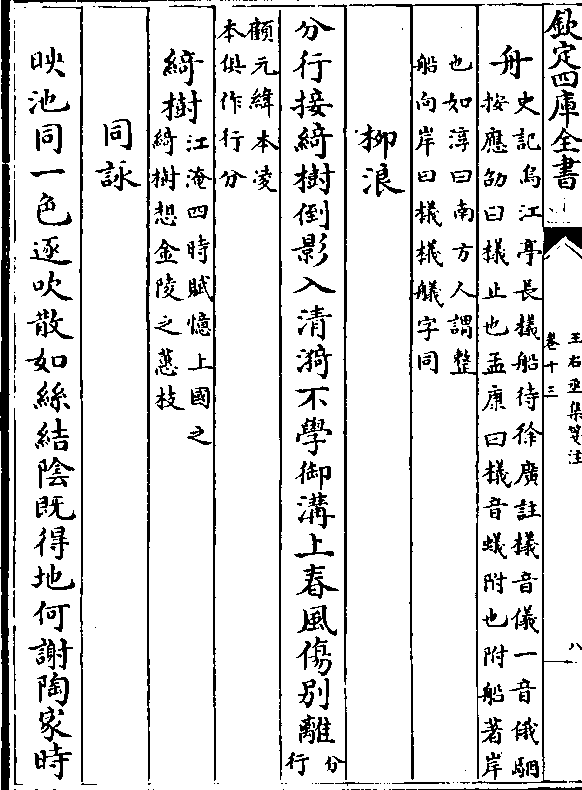 欽定四庫全書
王右丞集箋注
卷十三
八
舟
史記烏江亭長檥船待徐廣註檥音儀一音俄駰
按應劭曰檥止也孟康曰檥音蟻附也附船著岸
也如淳曰南方人謂整
船向岸曰檥檥艤字同
柳浪
分行接綺樹倒影入清漪不學御溝上春風傷別離
分
行
顧元緯本凌
本俱作行分
綺樹
江淹四時賦憶上國之
綺樹想金陵之蕙枝
同詠
映池同一色逐吹散如絲結陰既得地何謝陶家時